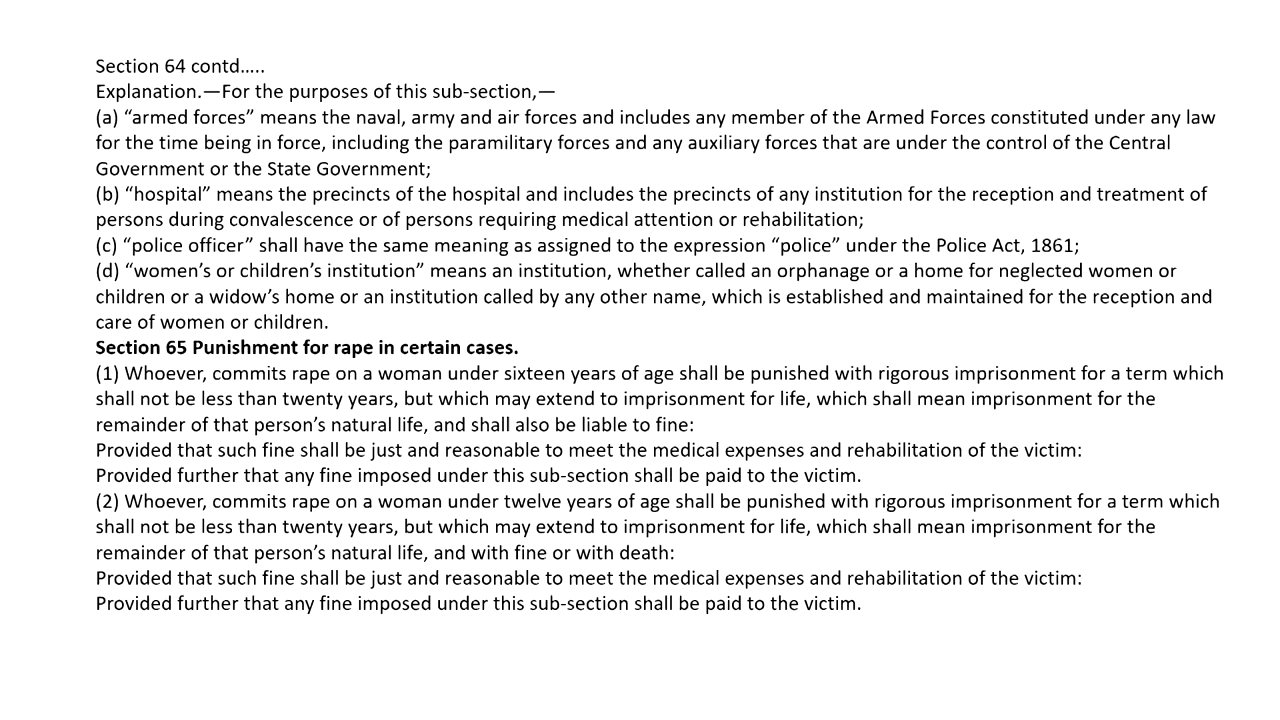 Section 64 contd.....
Explanation.—For the purposes of this sub-section,—
(a) “armed forces” means the naval, army and air forces and includes any member of the Armed Forces constituted under any law
for the time being in force, including the paramilitary forces and any auxiliary forces that are under the control of the Central
Government or the State Government;
(b) “hospital” means the precincts of the hospital and includes the precincts of any institution for the reception and treatment of
persons during convalescence or of persons requiring medical attention or rehabilitation;
(c) “police officer” shall have the same meaning as assigned to the expression “police” under the Police Act, 1861;
(d) “women’s or children’s institution” means an institution, whether called an orphanage or a home for neglected women or
children or a widow’s home or an institution called by any other name, which is established and maintained for the reception and
care of women or children.
Section 65 Punishment for rape in certain cases.
(1) Whoever, commits rape on a woman under sixteen years of age shall be punished with rigorous imprisonment for a term which
shall not be less than twenty years, but which may extend to imprisonment for life, which shall mean imprisonment for the
remainder of that person’s natural life, and shall also be liable to fine:
Provided that such fine shall be just and reasonable to meet the medical expenses and rehabilitation of the victim:
Provided further that any fine imposed under this sub-section shall be paid to the victim.
(2) Whoever, commits rape on a woman under twelve years of age shall be punished with rigorous imprisonment for a term which
shall not be less than twenty years, but which may extend to imprisonment for life, which shall mean imprisonment for the
remainder of that person’s natural life, and with fine or with death:
Provided that such fine shall be just and reasonable to meet the medical expenses and rehabilitation of the victim:
Provided further that any fine imposed under this sub-section shall be paid to the victim.